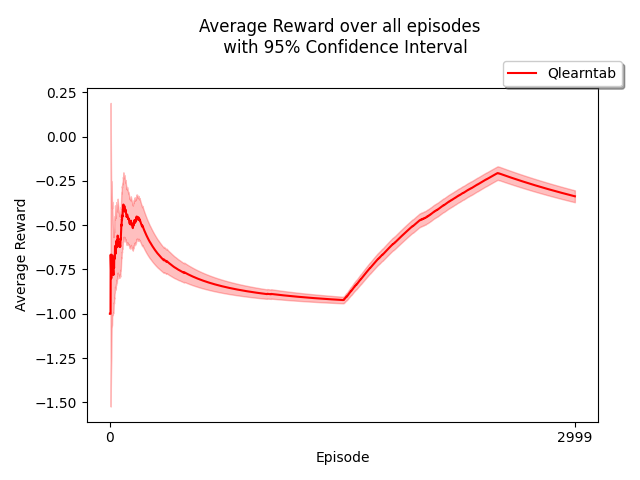 Average Reward over all episodes
with 95% Confidence Interval
Qlearntab
0.25
0.00
−0.25
−0.50
−0.75
−1.00
−1.25
−1.50
Average Reward
0 2999
Episode